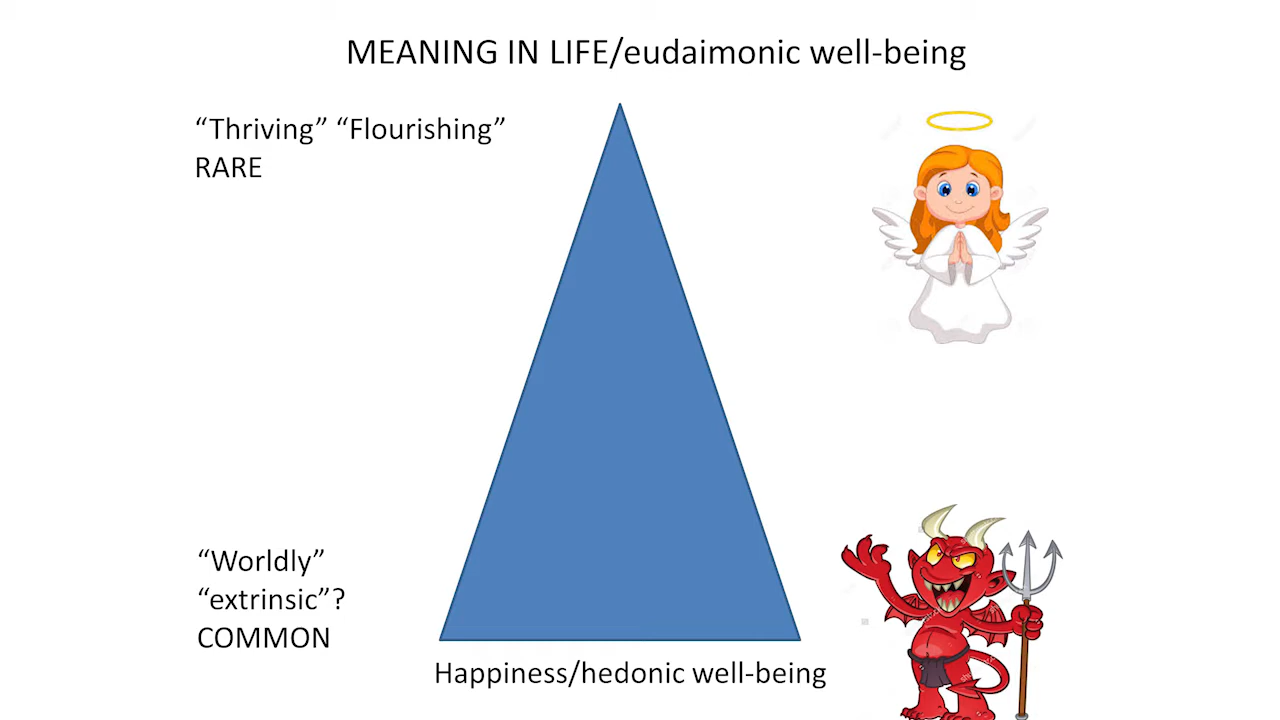 MEANING IN LIFE/eudaimonic well-being
“Thriving” “Flourishing”
RARE
“Worldly”
“extrinsic”?
COMMON
Happiness/hedonic well-being